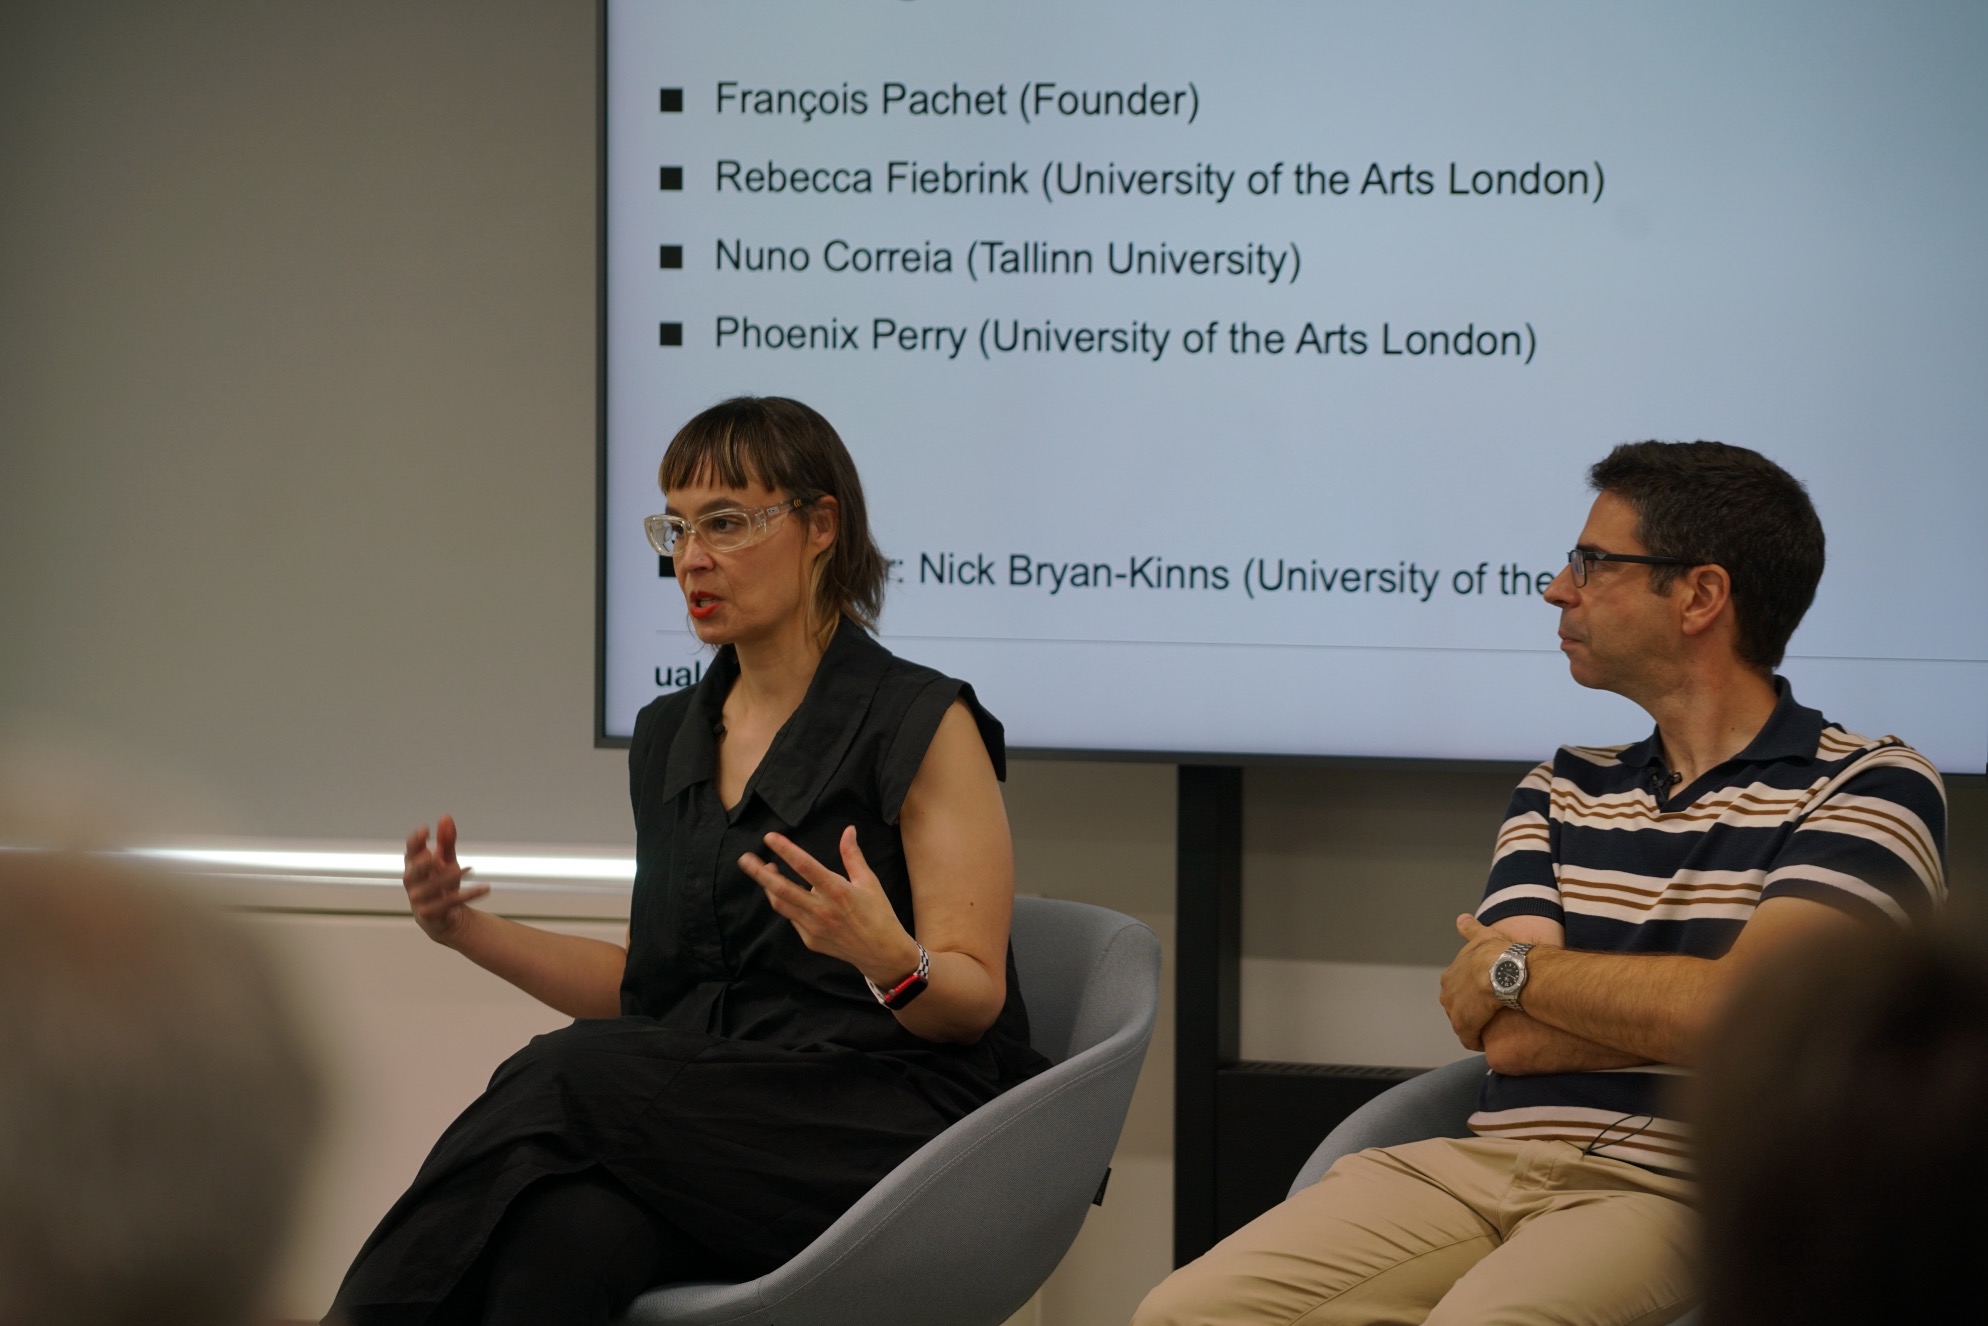 François Pachet (Founder)
Rebecca Fiebrink (University of the Arts London)
Nuno Correia (Tallinn University)
Phoenix Perry (University of the Arts London)
: Nick Bryan-Kinns (University of the
ual